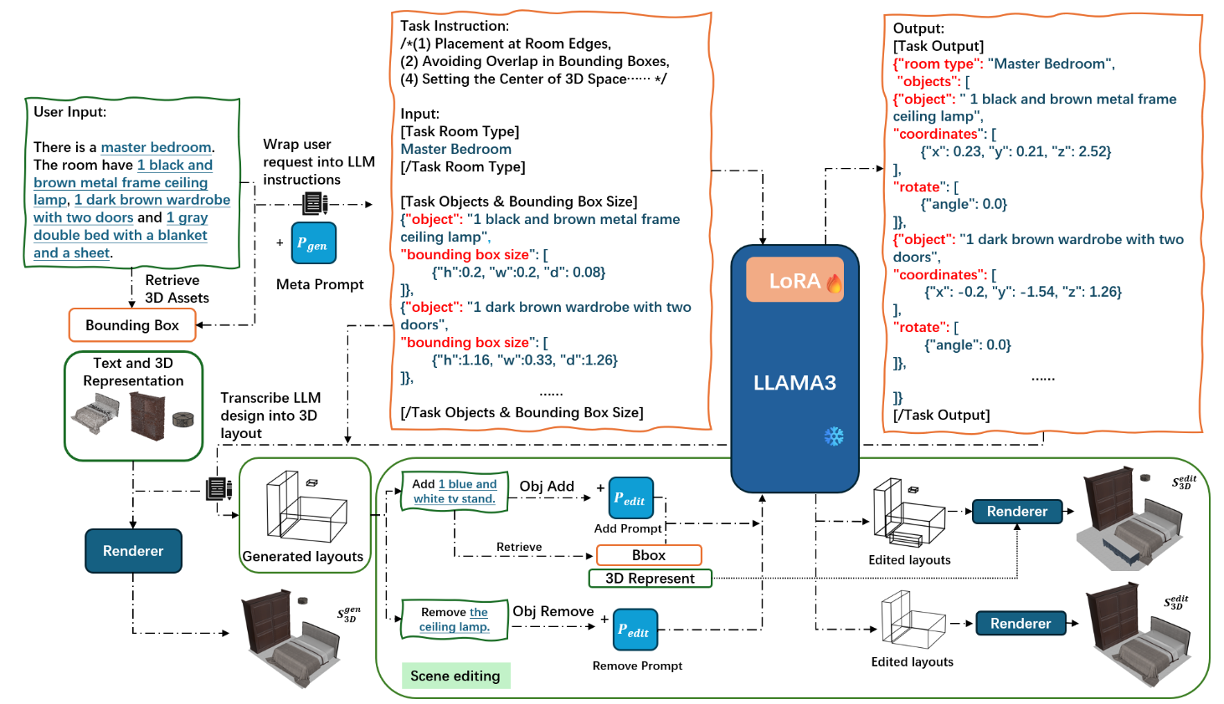 User Input:
There is a master bedroom.
The room have 1 black and
brown metal frame ceiling
lamp, 1 dark brown wardrobe
with two doors and 1 gray
double bed with a blanket
and a sheet.
Retrieve
3D Assets
Bounding Box
Text and 3D
Representation
Wrap user
request into LLM
instructions
+
P_gen
Meta Prompt
Transcribe LLM
design into 3D
layout
Task Instruction:
/*(1) Placement at Room Edges,
(2) Avoiding Overlap in Bounding Boxes,
(4) Setting the Center of 3D Space······ */
Input:
[Task Room Type]
Master Bedroom
[/Task Room Type]
[Task Objects & Bounding Box Size]
{"object": "1 black and brown metal frame
ceiling lamp",
"bounding box size": [
{"h":0.2, "w":0.2, "d": 0.08}
]},
{"object": "1 dark brown wardrobe with two
doors",
"bounding box size": [
{"h":1.16, "w":0.33, "d":1.26}
]},
······
[/Task Objects & Bounding Box Size]
LoRA
LLAMA3
Output:
[Task Output]
{"room type": "Master Bedroom",
"objects": [
{"object": " 1 black and brown metal frame
ceiling lamp",
"coordinates": [
{"x": 0.23, "y": 0.21, "z": 2.52}
],
"rotate": [
{"angle": 0.0}
]},
{"object": "1 dark brown wardrobe with two
doors",
"coordinates": [
{"x": -0.2, "y": -1.54, "z": 1.26}
],
"rotate": [
{"angle": 0.0}
]},
······
]}
[/Task Output]
Renderer
S_3D^gen
Generated layouts
Add 1 blue and
white tv stand.
Obj Add
+
P_edit
Add Prompt
Retrieve
Bbox
3D Represent
Remove the
ceiling lamp.
Obj Remove
+
P_edit
Remove Prompt
Scene editing
Edited layouts
Renderer
S_3D^edit
Edited layouts
Renderer
S_3D^edit